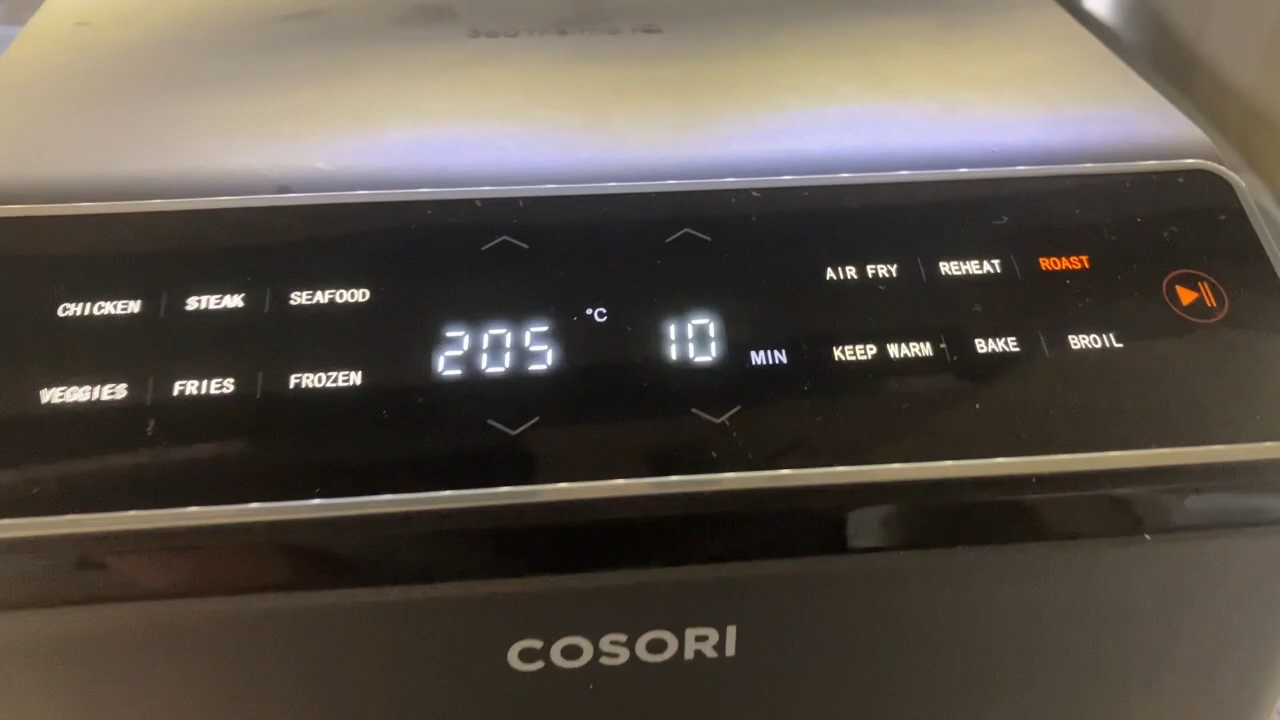 CHICKEN STEAK SEAFOOD
VEGGIES FRIES FROZEN
205 °C
10 MIN
AIR FRY REHEAT ROAST
KEEP WARM BAKE BROIL
COSORI